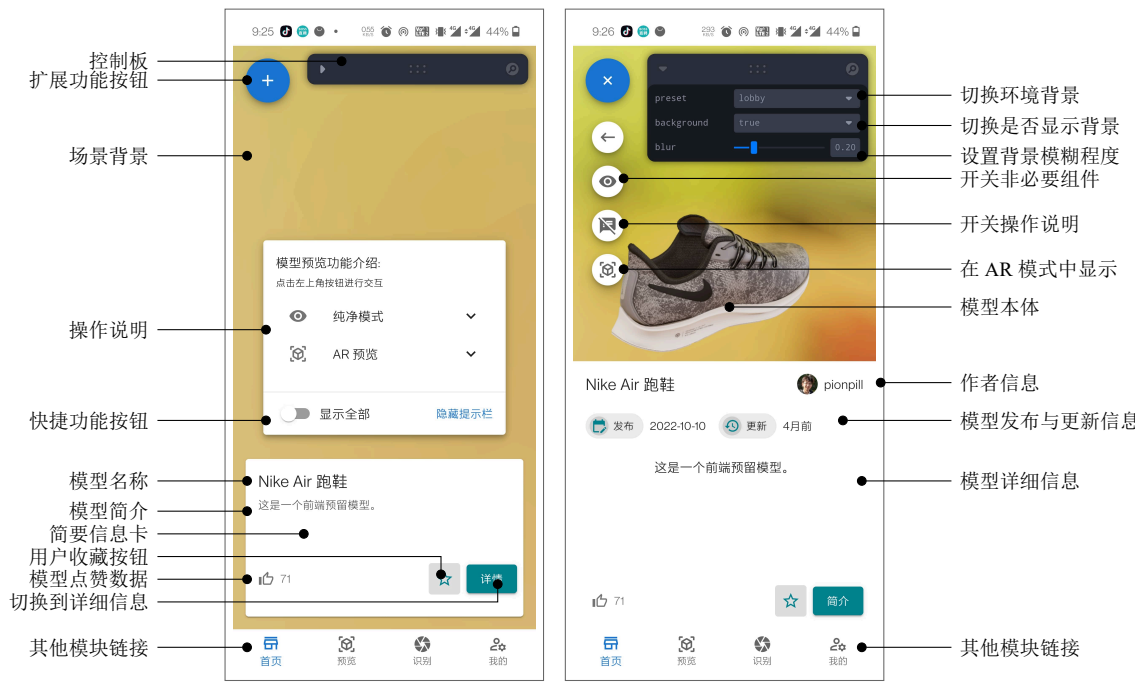 控制板
扩展功能按钮
场景背景
操作说明
快捷功能按钮
模型名称
模型简介
简要信息卡
用户收藏按钮
模型点赞数据
切换到详细信息
其他模块链接
9:25
44%
模型预览功能介绍:
点击左上角按钮进行交互
纯净模式
AR 预览
显示全部 隐藏提示栏
Nike Air 跑鞋
这是一个前端预留模型。
71 详情
首页 预览 识别 我的
9:26
44%
preset lobby
background true
blur 0.20
Nike Air 跑鞋 pionpill
发布 2022-10-10 更新 4月前
这是一个前端预留模型。
71 简介
首页 预览 识别 我的
切换环境背景
切换是否显示背景
设置背景模糊程度
开关非必要组件
开关操作说明
在 AR 模式中显示
模型本体
作者信息
模型发布与更新信息
模型详细信息
其他模块链接